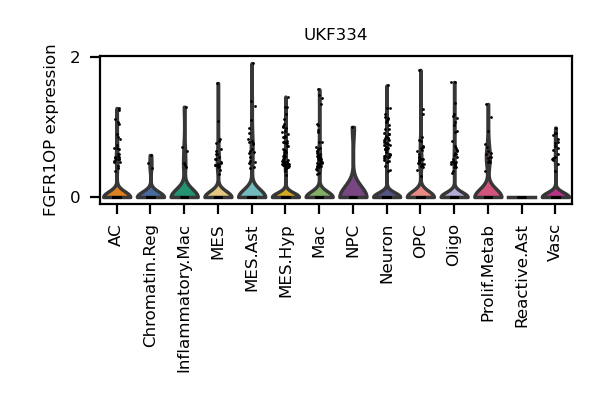 UKF334
FGFR1OP expression
2
0
AC
Chromatin.Reg
Inflammatory.Mac
MES
MES.Ast
MES.Hyp
Mac
NPC
Neuron
OPC
Oligo
Prolif.Metab
Reactive.Ast
Vasc